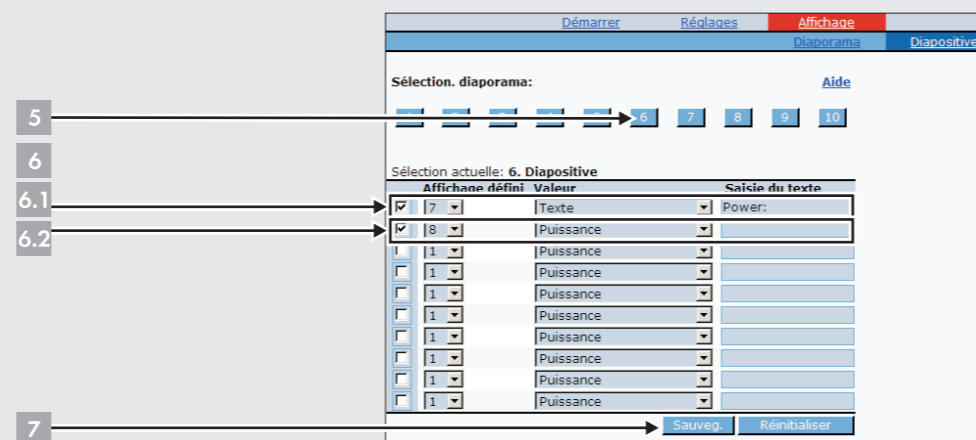 Démarrer Réglages Affichage
Diaporama Diapositive
Sélection. diaporama: Aide
5 6 7 8 9 10
6
Sélection actuelle: 6. Diapositive
Affichage défini Valeur Saisie du texte
6.1 7 Texte Power:
6.2 8 Puissance
1 Puissance
1 Puissance
1 Puissance
1 Puissance
1 Puissance
1 Puissance
1 Puissance
1 Puissance
7 Sauveg. Réinitialiser